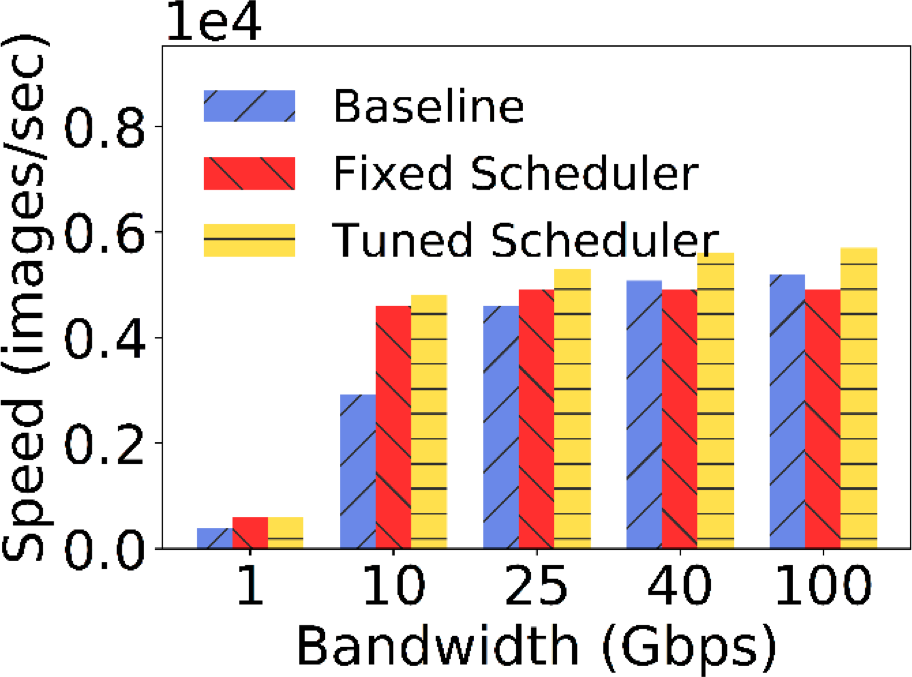 1e4
Speed (images/sec)
0.8
0.6
0.4
0.2
0.0
Baseline
Fixed Scheduler
Tuned Scheduler
1 10 25 40 100
Bandwidth (Gbps)